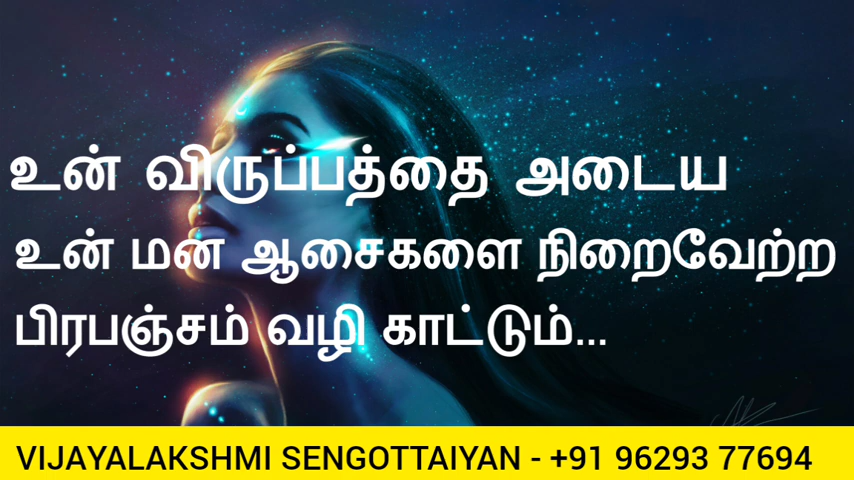 உன் விருப்பத்தை அடைய
உன் மன ஆசைகளை நிறைவேற்ற
பிரபஞ்சம் வழி காட்டும்...
VIJAYALAKSHMI SENGOTTAIYAN - +91 96293 77694